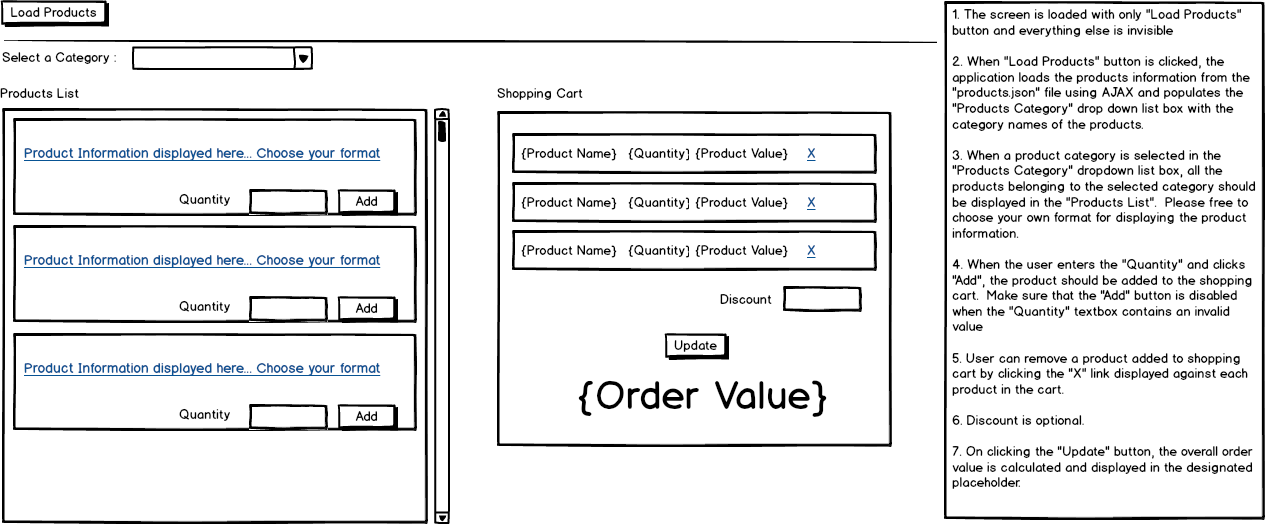 Load Products
Select a Category :
Products List
Product Information displayed here... Choose your format
Quantity
Add
Product Information displayed here... Choose your format
Quantity
Add
Product Information displayed here... Choose your format
Quantity
Add
Shopping Cart
{Product Name} {Quantity} {Product Value} X
{Product Name} {Quantity} {Product Value} X
{Product Name} {Quantity} {Product Value} X
Discount
Update
{Order Value}
1. The screen is loaded with only "Load Products"
button and everything else is invisible
2. When "Load Products" button is clicked, the
application loads the products information from the
"products.json" file using AJAX and populates the
"Products Category" drop down list box with the
category names of the products.
3. When a product category is selected in the
"Products Category" dropdown list box, all the
products belonging to the selected category should
be displayed in the "Products List". Please free to
choose your own format for displaying the product
information.
4. When the user enters the "Quantity" and clicks
"Add", the product should be added to the shopping
cart. Make sure that the "Add" button is disabled
when the "Quantity" textbox contains an invalid
value
5. User can remove a product added to shopping
cart by clicking the "X" link displayed against each
product in the cart.
6. Discount is optional.
7. On clicking the "Update" button, the overall order
value is calculated and displayed in the designated
placeholder.